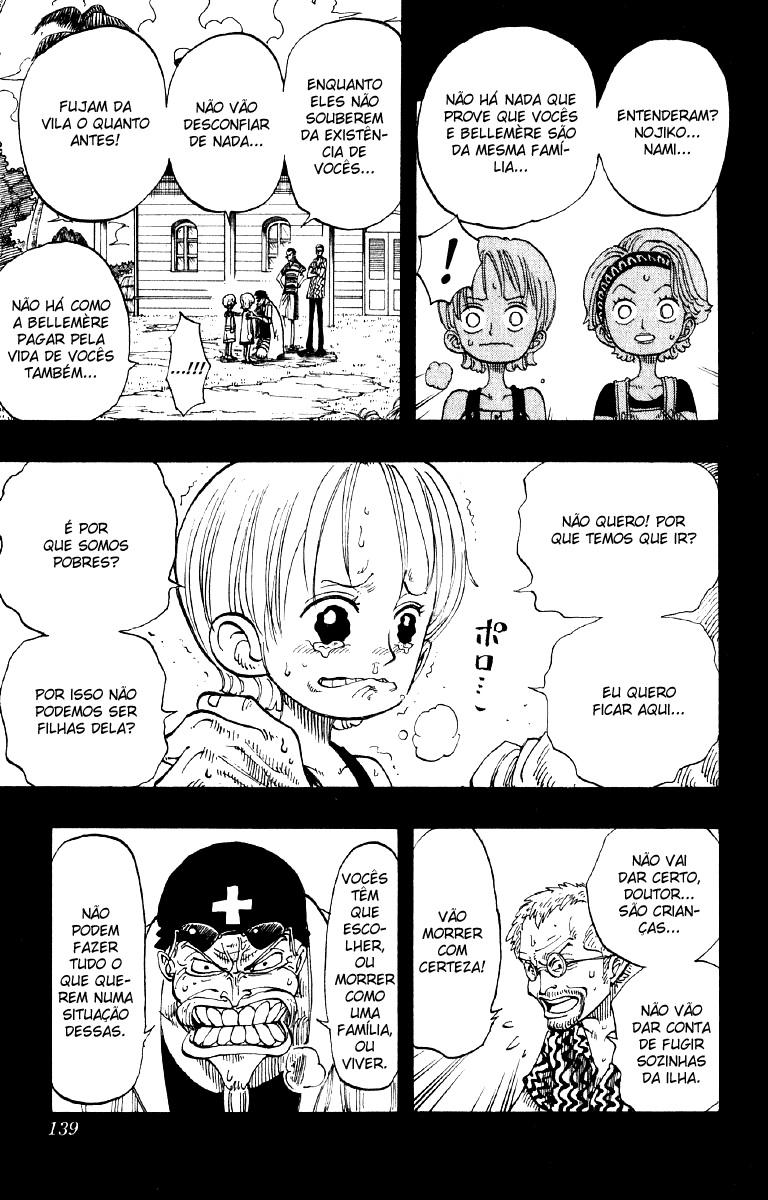 ENTENDERAM?
NOJIKO...
NAMI...
NÃO HÁ NADA QUE
PROVE QUE VOCÊS
E BELLEMÈRE SÃO
DA MESMA FAMÍ-
LIA...
!
ENQUANTO
ELES NÃO
SOUBEREM
DA EXISTÊN-
CIA DE
VOCÊS...
NÃO VÃO
DESCONFIAR
DE NADA...
FUJAM DA
VILA O QUANTO
ANTES!
NÃO HÁ COMO
A BELLEMÈRE
PAGAR PELA
VIDA DE VOCÊS
TAMBÉM...
...!!!
NÃO QUERO! POR
QUE TEMOS QUE IR?
EU QUERO
FICAR AQUI...
ポロ...
É POR
QUE SOMOS
POBRES?
POR ISSO NÃO
PODEMOS SER
FILHAS DELA?
NÃO VAI
DAR CERTO,
DOUTOR...
SÃO CRIAN-
ÇAS...
NÃO VÃO
DAR CONTA
DE FUGIR
SOZINHAS
DA ILHA.
VÃO
MORRER
COM
CERTEZA!
VOCÊS
TÊM
QUE
ESCO-
LHER,
OU
MORRER
COMO
UMA
FAMÍLIA,
OU
VIVER.
NÃO
PODEM
FAZER
TUDO O
QUE QUE-
REM NUMA
SITUAÇÃO
DESSAS.
139